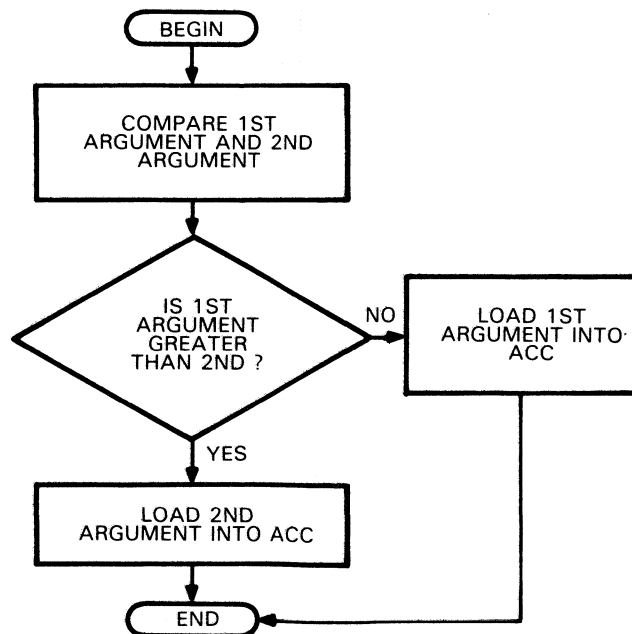 BEGIN
COMPARE 1ST
ARGUMENT AND 2ND
ARGUMENT
IS 1ST
ARGUMENT
GREATER
THAN 2ND ?
NO
LOAD 1ST
ARGUMENT INTO
ACC
YES
LOAD 2ND
ARGUMENT INTO ACC
END